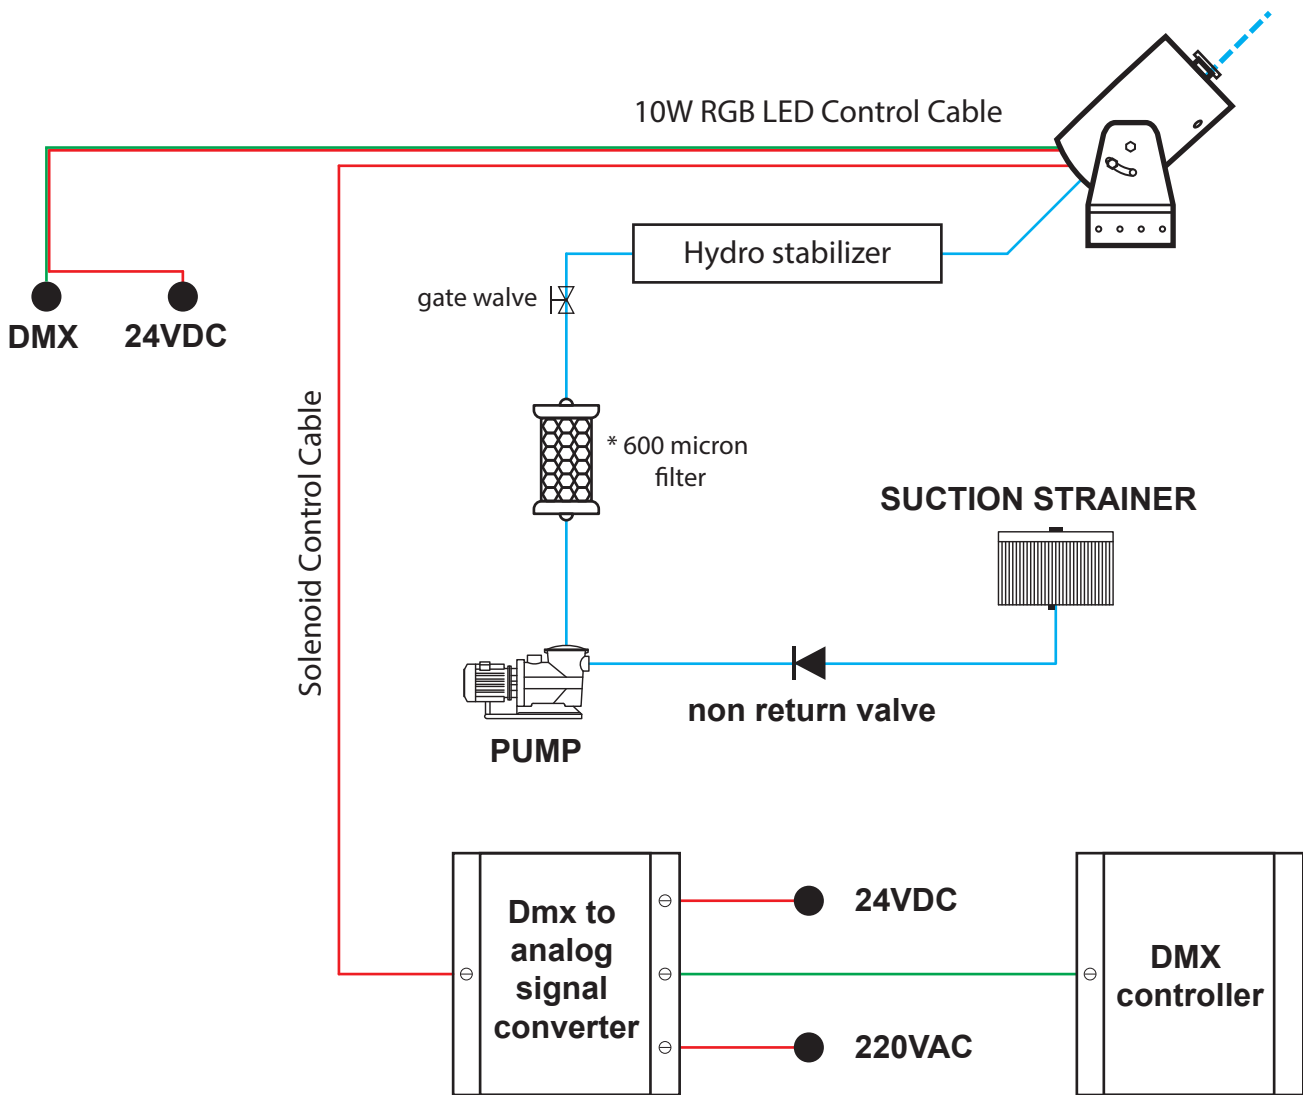 10W RGB LED Control Cable
Hydro stabilizer
gate walve
DMX
24VDC
Solenoid Control Cable
* 600 micron
filter
SUCTION STRAINER
non return valve
PUMP
Dmx to
analog
signal
converter
24VDC
220VAC
DMX
controller